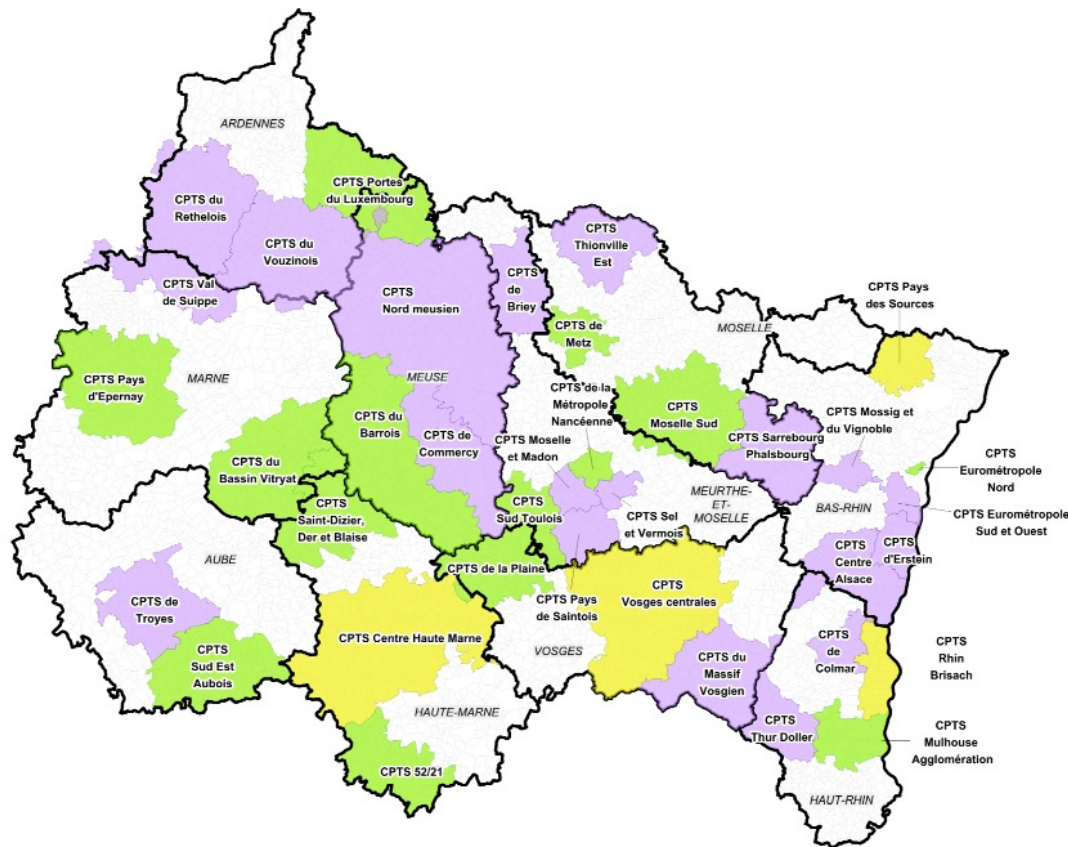 ARDENNES
CPTS Portes
du Luxembourg
CPTS du
Rethelois
CPTS du
Vouzinois
CPTS
Thionville
Est
CPTS Val
de Suippe
CPTS
Nord meusien
CPTS
de
Briey
CPTS Pays
des Sources
CPTS de
Metz
MOSELLE
CPTS Pays
d'Epernay
MARNE
MEUSE
CPTS de la
Métropole
Nancéenne
CPTS
Moselle Sud
CPTS Mossig et
du Vignoble
CPTS du
Barrois
CPTS de
Commercy
CPTS Moselle
et Madon
CPTS Sarrebourg
Phalsbourg
CPTS
Eurométropole
Nord
CPTS du
Bassin Vitryat
MEURTHE-
ET-
MOSELLE
BAS-RHIN
CPTS Eurométropole
Sud et Ouest
CPTS
Saint-Dizier,
Der et Blaise
CPTS
Sud Toulois
CPTS Sel
et Vermois
AUBE
CPTS
Centre
Alsace
CPTS
d'Erstein
CPTS de la Plaine
CPTS de
Troyes
CPTS Pays
de Saintois
CPTS
Vosges centrales
CPTS Centre Haute Marne
VOSGES
CPTS
Sud Est
Aubois
CPTS du
Massif
Vosgien
CPTS
de
Colmar
CPTS
Rhin
Brisach
HAUTE-MARNE
CPTS
Thur Doller
CPTS
Mulhouse
Agglomération
CPTS 52/21
HAUT-RHIN